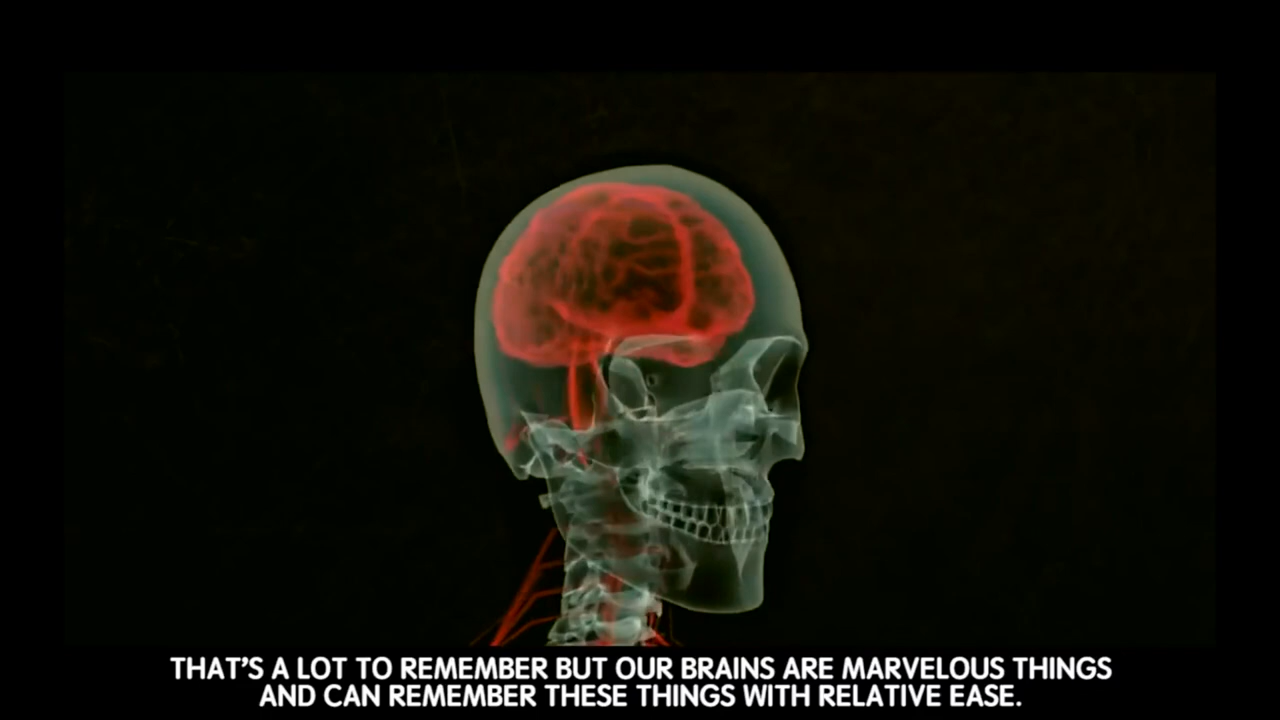 THAT'S A LOT TO REMEMBER BUT OUR BRAINS ARE MARVELOUS THINGS
AND CAN REMEMBER THESE THINGS WITH RELATIVE EASE.